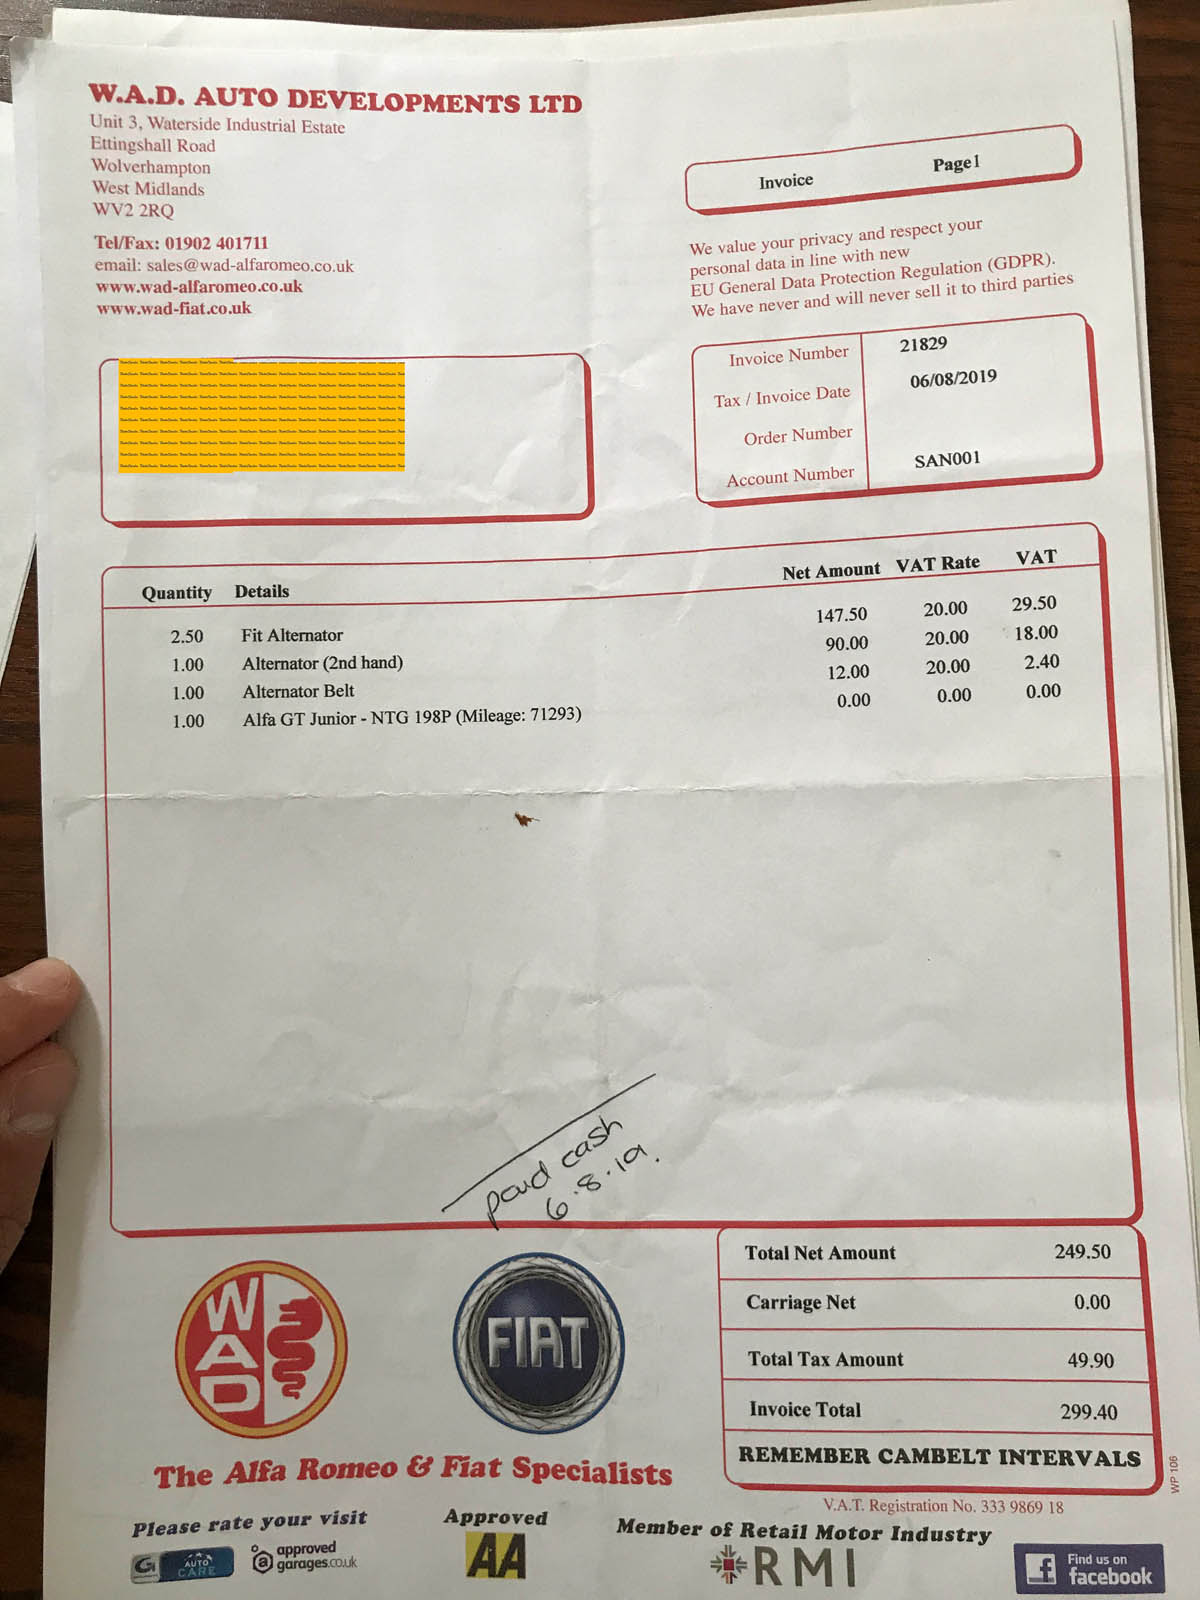 W.A.D. AUTO DEVELOPMENTS LTD
Unit 3, Waterside Industrial Estate
Ettingshall Road
Wolverhampton
West Midlands
WV2 2RQ
Tel/Fax: 01902 401711
email: sales@wad-alfaromeo.co.uk
www.wad-alfaromeo.co.uk
www.wad-fiat.co.uk
Invoice Page1
We value your privacy and respect your
personal data in line with new
EU General Data Protection Regulation (GDPR).
We have never and will never sell it to third parties
Invoice Number 21829
Tax / Invoice Date 06/08/2019
Order Number
Account Number SAN001
Quantity Details Net Amount VAT Rate VAT
2.50 Fit Alternator 147.50 20.00 29.50
1.00 Alternator (2nd hand) 90.00 20.00 18.00
1.00 Alternator Belt 12.00 20.00 2.40
1.00 Alfa GT Junior - NTG 198P (Mileage: 71293) 0.00 0.00 0.00
paid cash
6.8.19.
Total Net Amount 249.50
Carriage Net 0.00
Total Tax Amount 49.90
Invoice Total 299.40
REMEMBER CAMBELT INTERVALS
WP 106
V.A.T. Registration No. 333 9869 18
WAD
FIAT
The Alfa Romeo & Fiat Specialists
Please rate your visit
AUTO
CARE
approved
garages.co.uk
Approved
AA
Member of Retail Motor Industry
RMI
Find us on
facebook